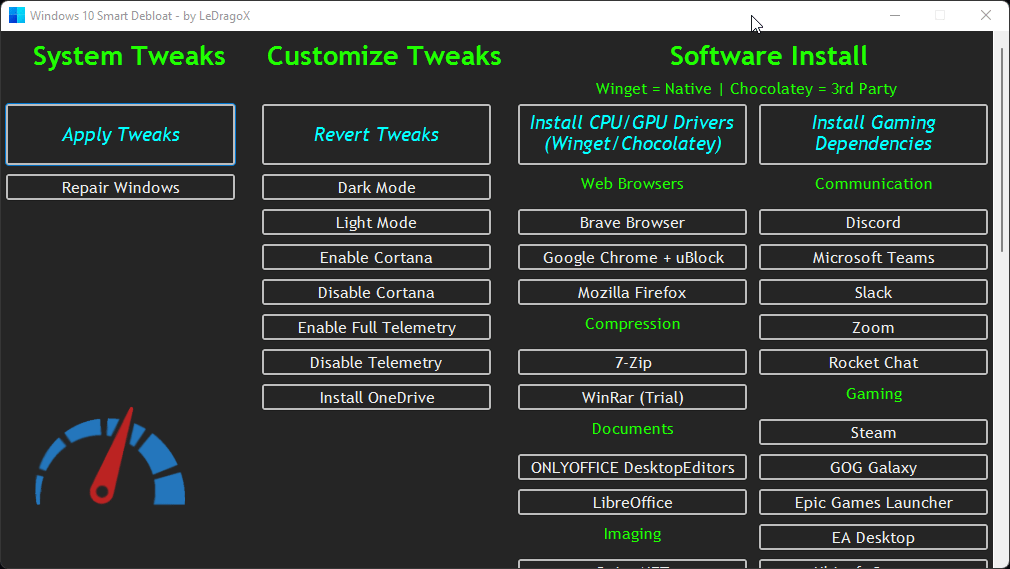 Windows 10 Smart Debloat - by LeDragoX
System Tweaks
Apply Tweaks
Repair Windows
Customize Tweaks
Revert Tweaks
Dark Mode
Light Mode
Enable Cortana
Disable Cortana
Enable Full Telemetry
Disable Telemetry
Install OneDrive
Software Install
Winget = Native | Chocolatey = 3rd Party
Install CPU/GPU Drivers
(Winget/Chocolatey)
Web Browsers
Brave Browser
Google Chrome + uBlock
Mozilla Firefox
Compression
7-Zip
WinRar (Trial)
Documents
ONLYOFFICE DesktopEditors
LibreOffice
Imaging
Install Gaming
Dependencies
Communication
Discord
Microsoft Teams
Slack
Zoom
Rocket Chat
Gaming
Steam
GOG Galaxy
Epic Games Launcher
EA Desktop